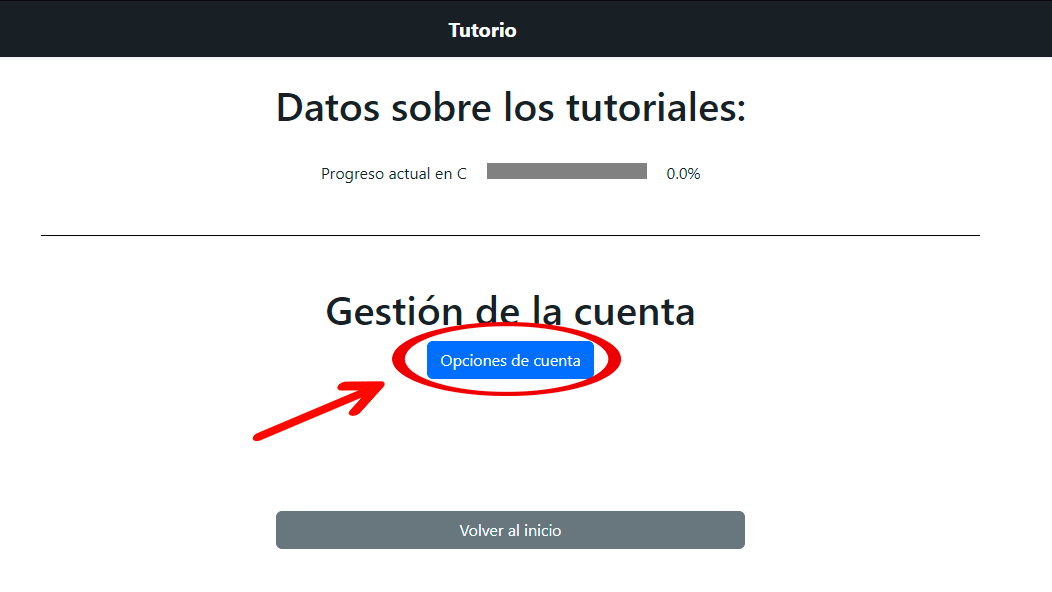 Tutorio
Datos sobre los tutoriales:
Progreso actual en C 0.0%
Gestión de la cuenta
Opciones de cuenta
Volver al inicio